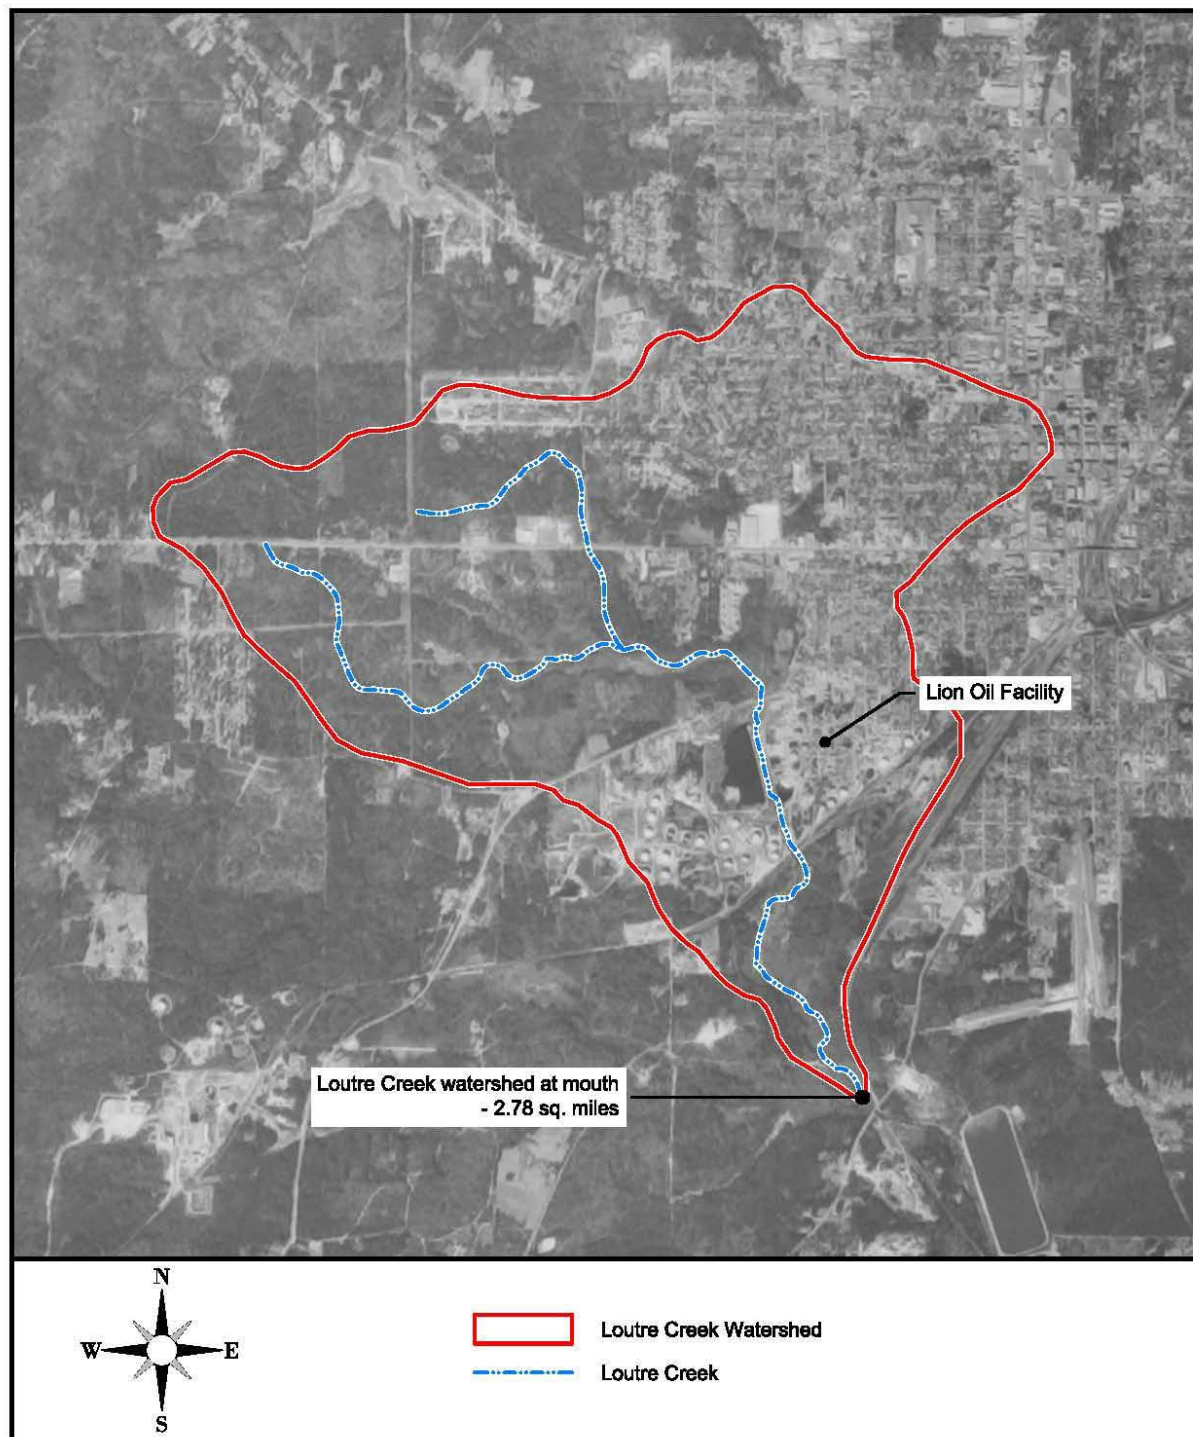 Lion Oil Facility
Loutre Creek watershed at mouth
- 2.78 sq. miles
N
W
E
S
Loutre Creek Watershed
Loutre Creek